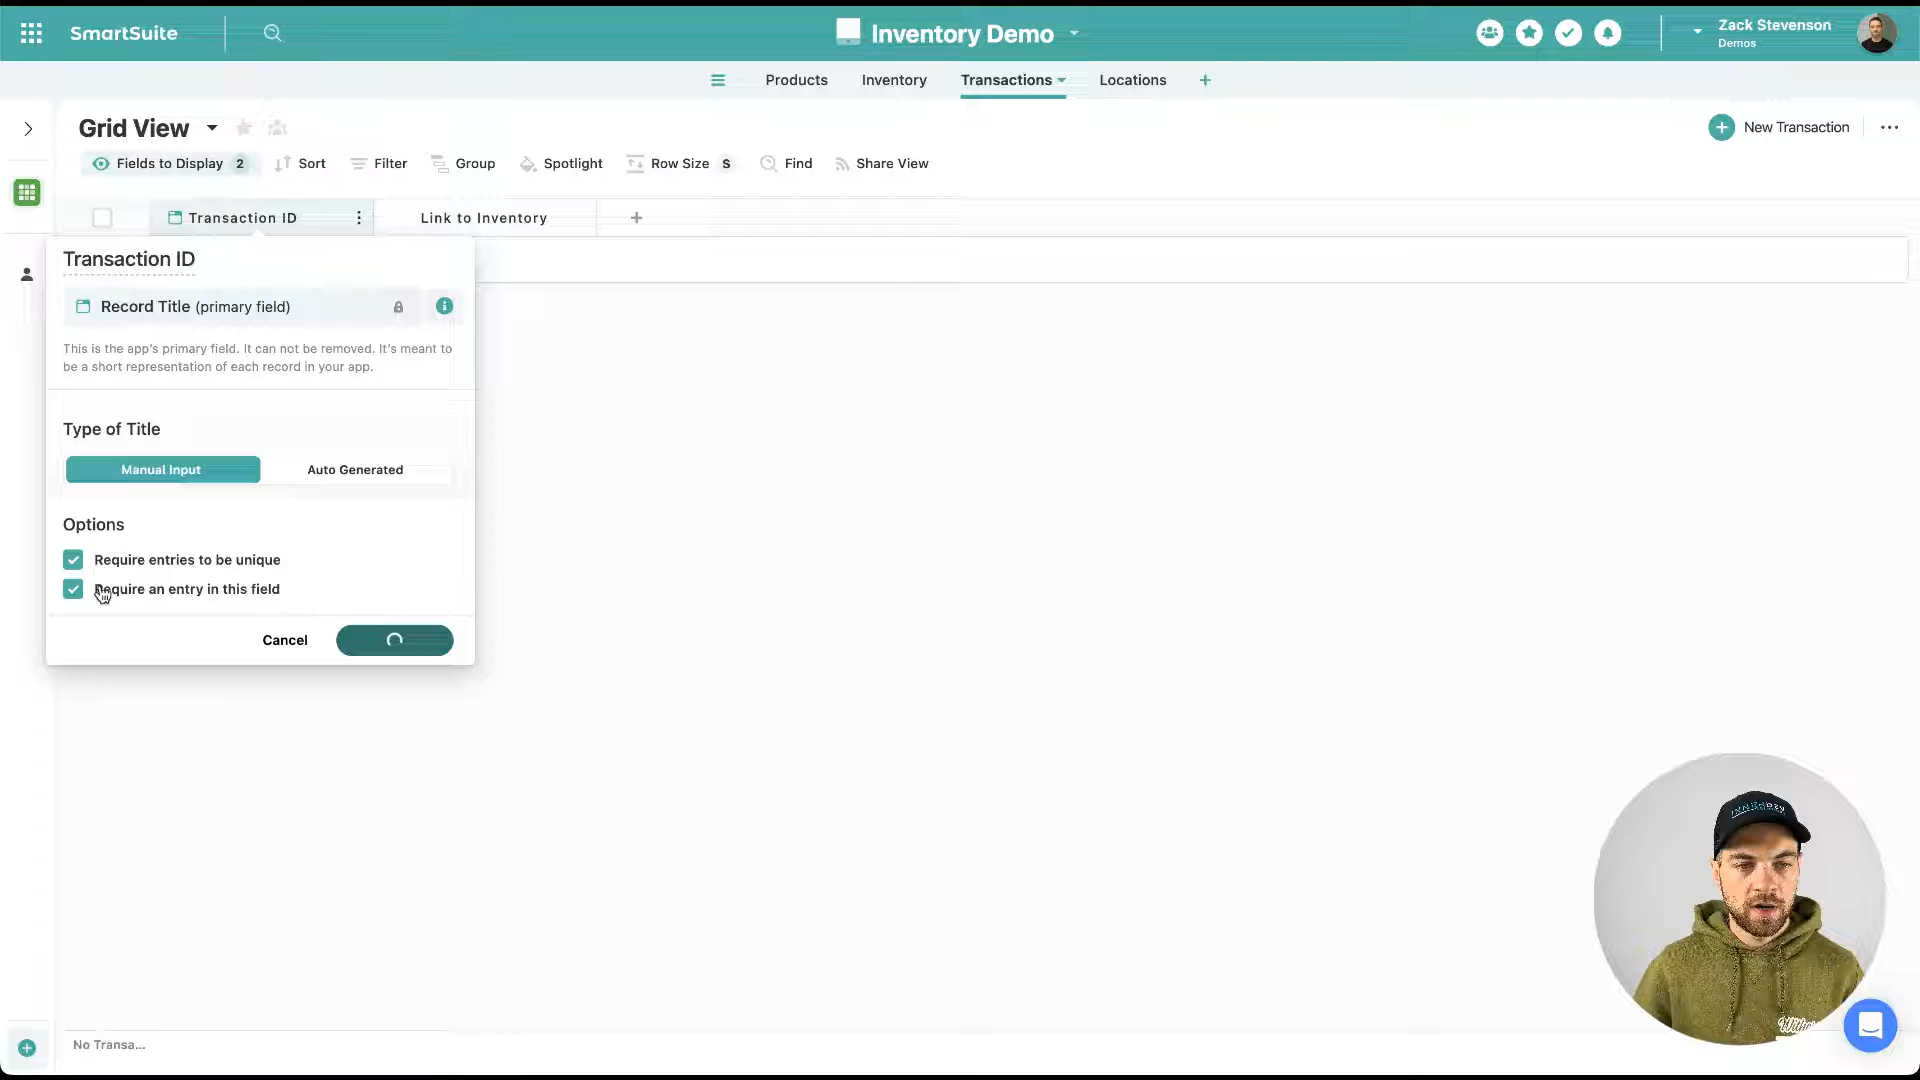 SmartSuite
Inventory Demo
Zack Stevenson
Demos
Products
Inventory
Transactions
Locations
Grid View
New Transaction
Fields to Display 2
Sort
Filter
Group
Spotlight
Row Size S
Find
Share View
Transaction ID
Link to Inventory
Transaction ID
Record Title (primary field)
This is the app's primary field. It can not be removed. It's meant to
be a short representation of each record in your app.
Type of Title
Manual Input
Auto Generated
Options
Require entries to be unique
Require an entry in this field
Cancel
No Transa...